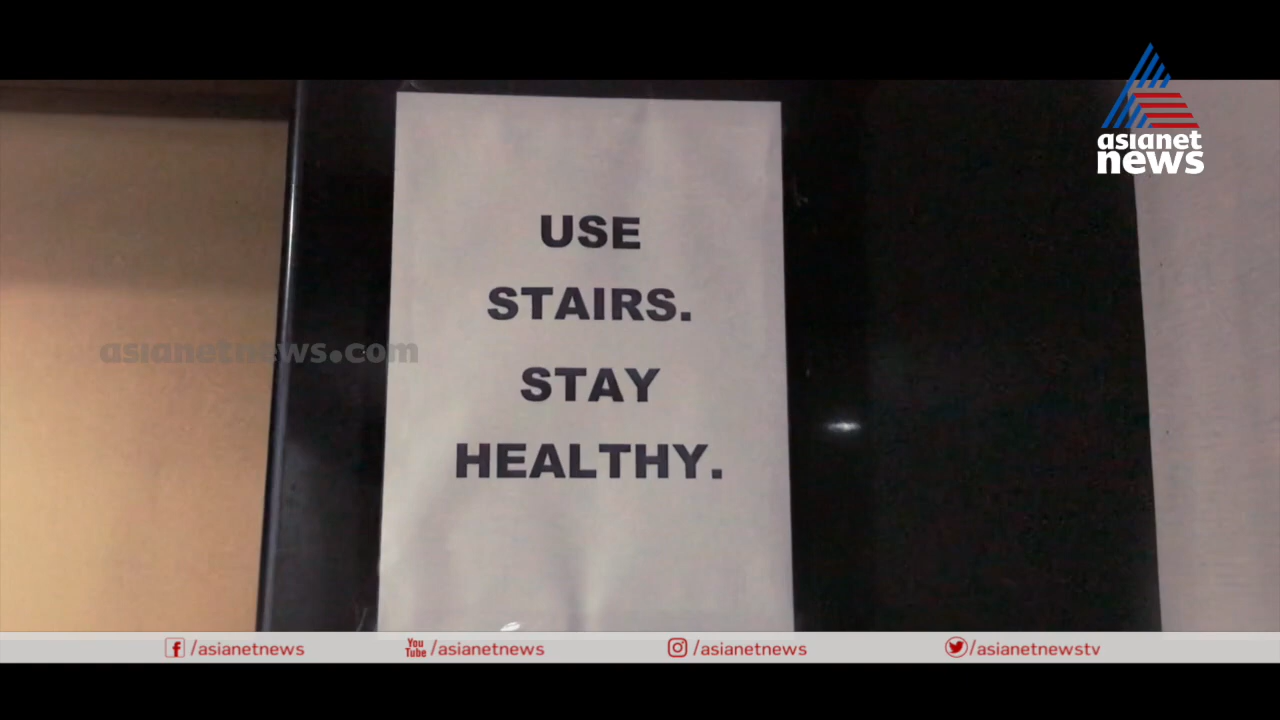 asianet
news
USE
STAIRS.
STAY
HEALTHY.
asianetnews.com
/asianetnews
You
Tube /asianetnews
/asianetnews
/asianetnewstv